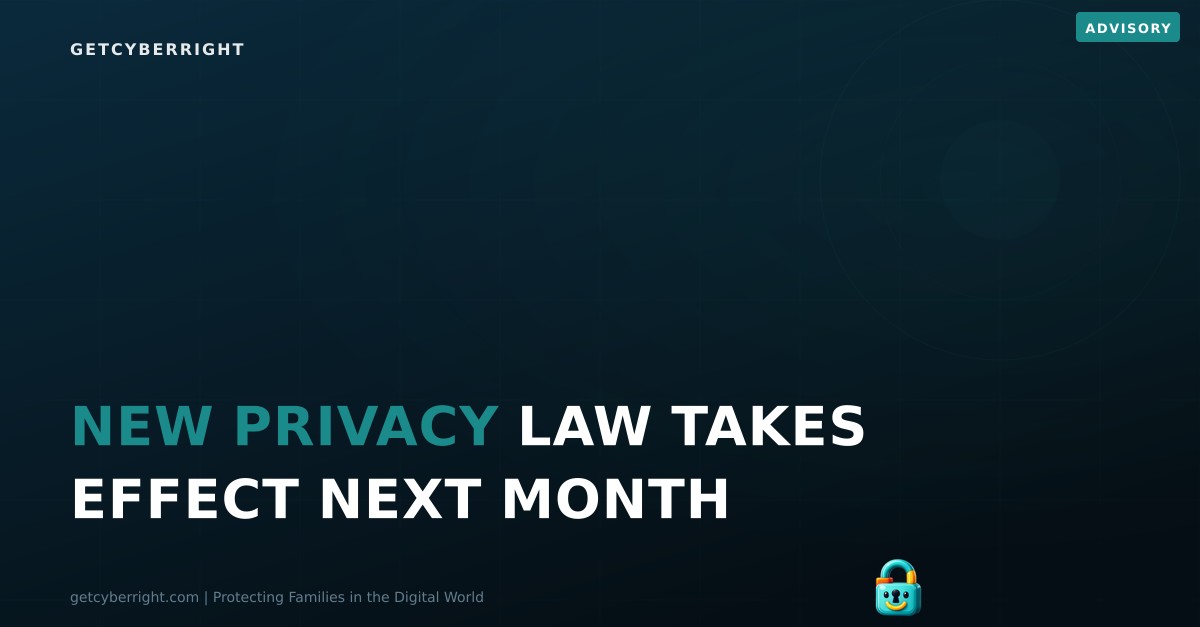 GETCYBERRIGHT
ADVISORY
NEW PRIVACY LAW TAKES
EFFECT NEXT MONTH
getcyberright.com | Protecting Families in the Digital World